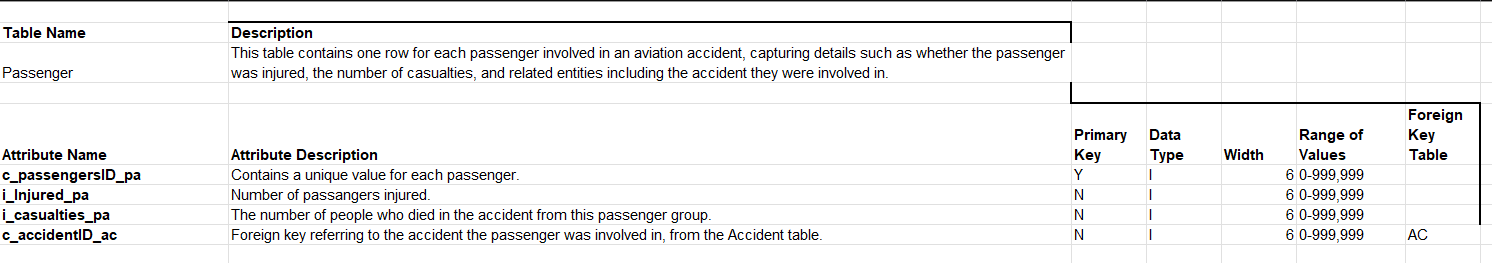 Table Name Description
This table contains one row for each passenger involved in an aviation accident, capturing details such as whether the passenger
Passenger was injured, the number of casualties, and related entities including the accident they were involved in.
Foreign
Primary Data Range of Key
Attribute Name Attribute Description Key Type Width Values Table
c_passengersID_pa Contains a unique value for each passenger. Y I 6 0-999,999
i_Injured_pa Number of passangers injured. N I 6 0-999,999
i_casualties_pa The number of people who died in the accident from this passenger group. N I 6 0-999,999
c_accidentID_ac Foreign key referring to the accident the passenger was involved in, from the Accident table. N I 6 0-999,999 AC